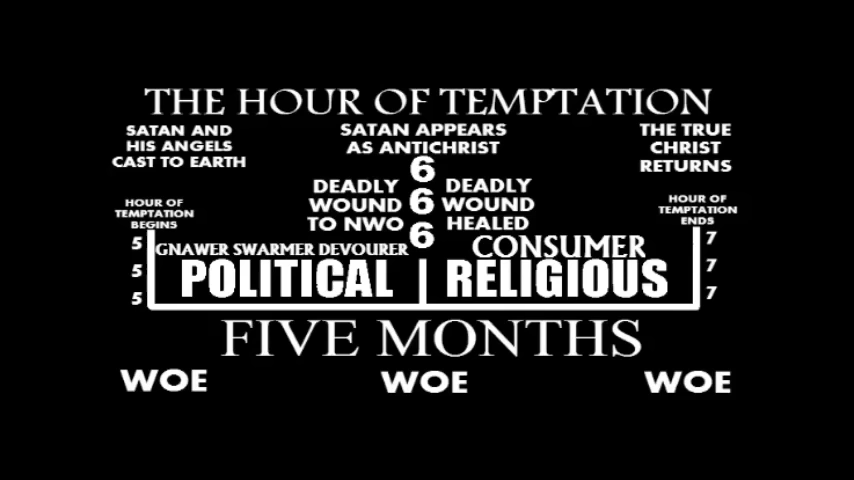 THE HOUR OF TEMPTATION
SATAN AND
HIS ANGELS
CAST TO EARTH
SATAN APPEARS
AS ANTICHRIST
THE TRUE
CHRIST
RETURNS
6
6
6
DEADLY
WOUND
TO NWO
DEADLY
WOUND
HEALED
HOUR OF
TEMPTATION
BEGINS
HOUR OF
TEMPTATION
ENDS
5
5
5
GNAWER SWARMER DEVOURER
POLITICAL
CONSUMER
RELIGIOUS
7
7
7
FIVE MONTHS
WOE
WOE
WOE